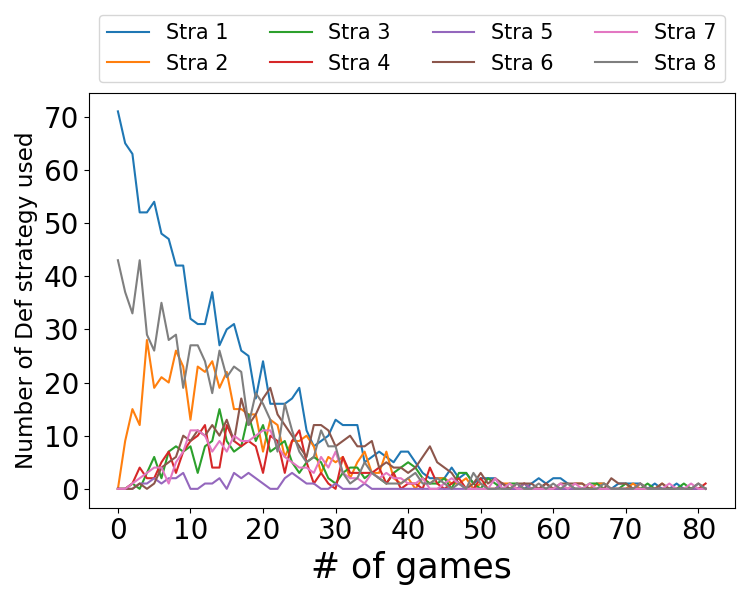 Stra 1 Stra 3 Stra 5 Stra 7
Stra 2 Stra 4 Stra 6 Stra 8
Number of Def strategy used
70
60
50
40
30
20
10
0
0 10 20 30 40 50 60 70 80
# of games